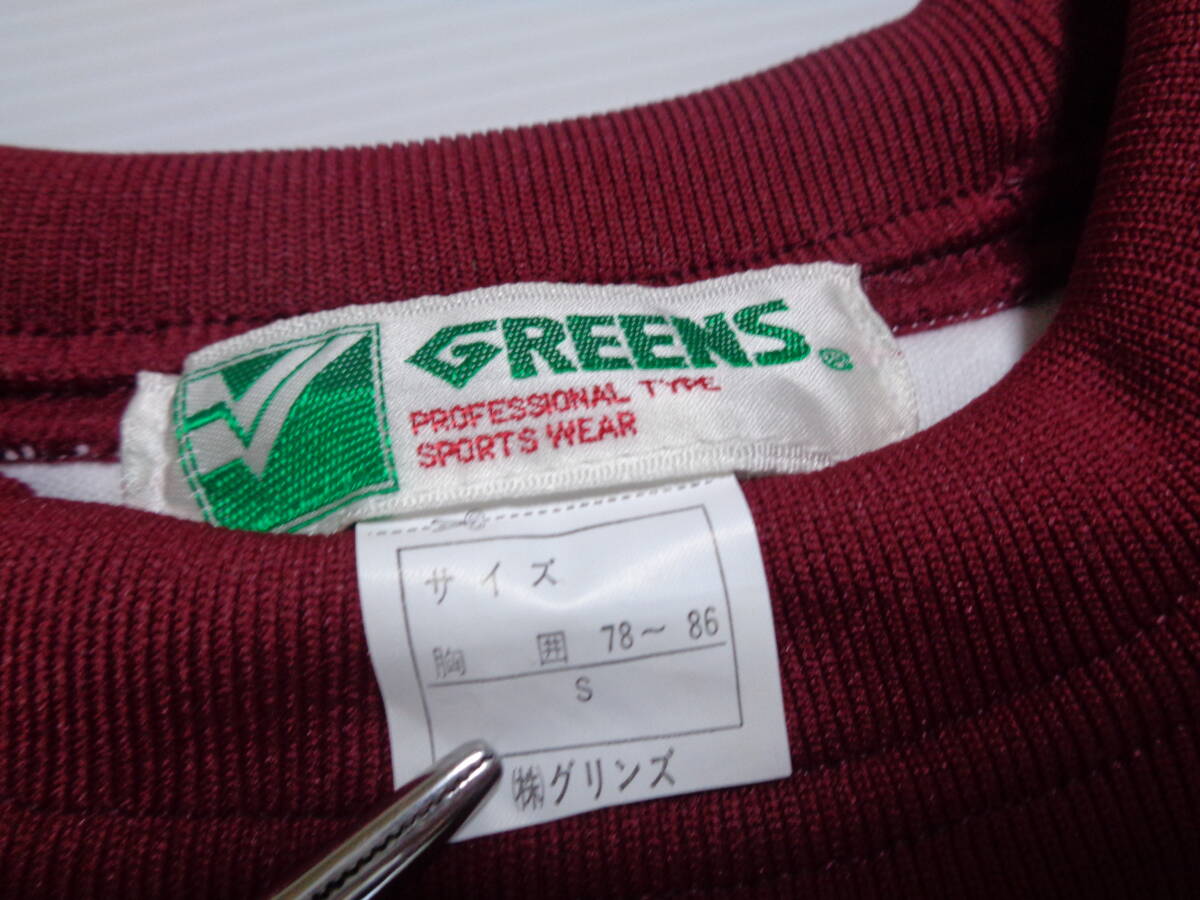 GREENS®
PROFESSIONAL TYPE
SPORTS WEAR
サイズ
胸 囲 78～86
S
㈱グリンズ